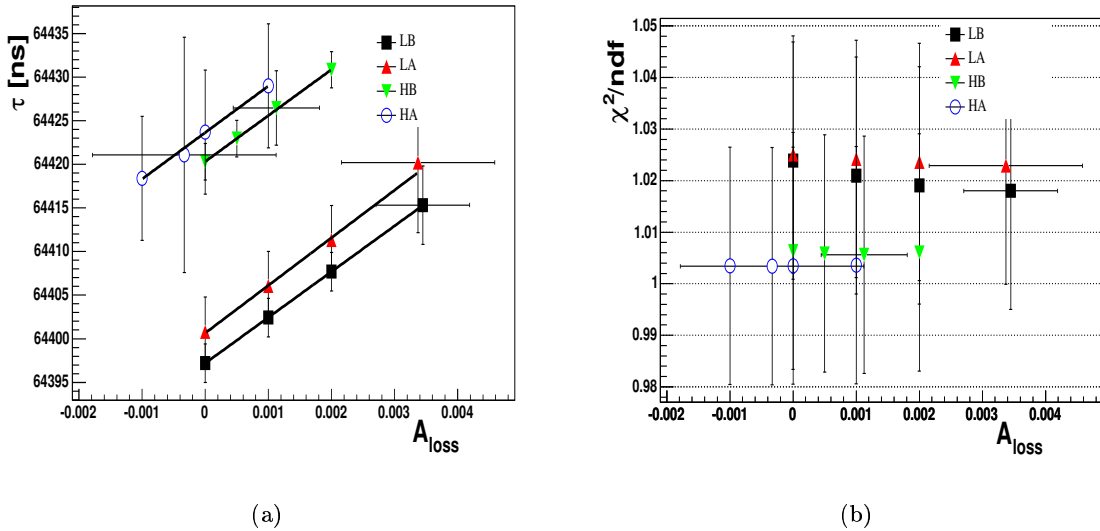 τ [ns]
64435
64430
64425
64420
64415
64410
64405
64400
64395
-0.002
-0.001
0
0.001
0.002
0.003
0.004
A_loss
LB
LA
HB
HA
(a)
χ²/ndf
1.05
1.04
1.03
1.02
1.01
1
0.99
0.98
-0.002
-0.001
0
0.001
0.002
0.003
0.004
A_loss
LB
LA
HB
HA
(b)